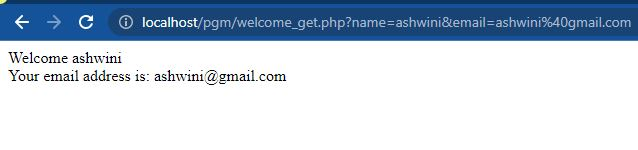 localhost/pgm/welcome_get.php?name=ashwini&email=ashwini%40gmail.com
Welcome ashwini
Your email address is: ashwini@gmail.com